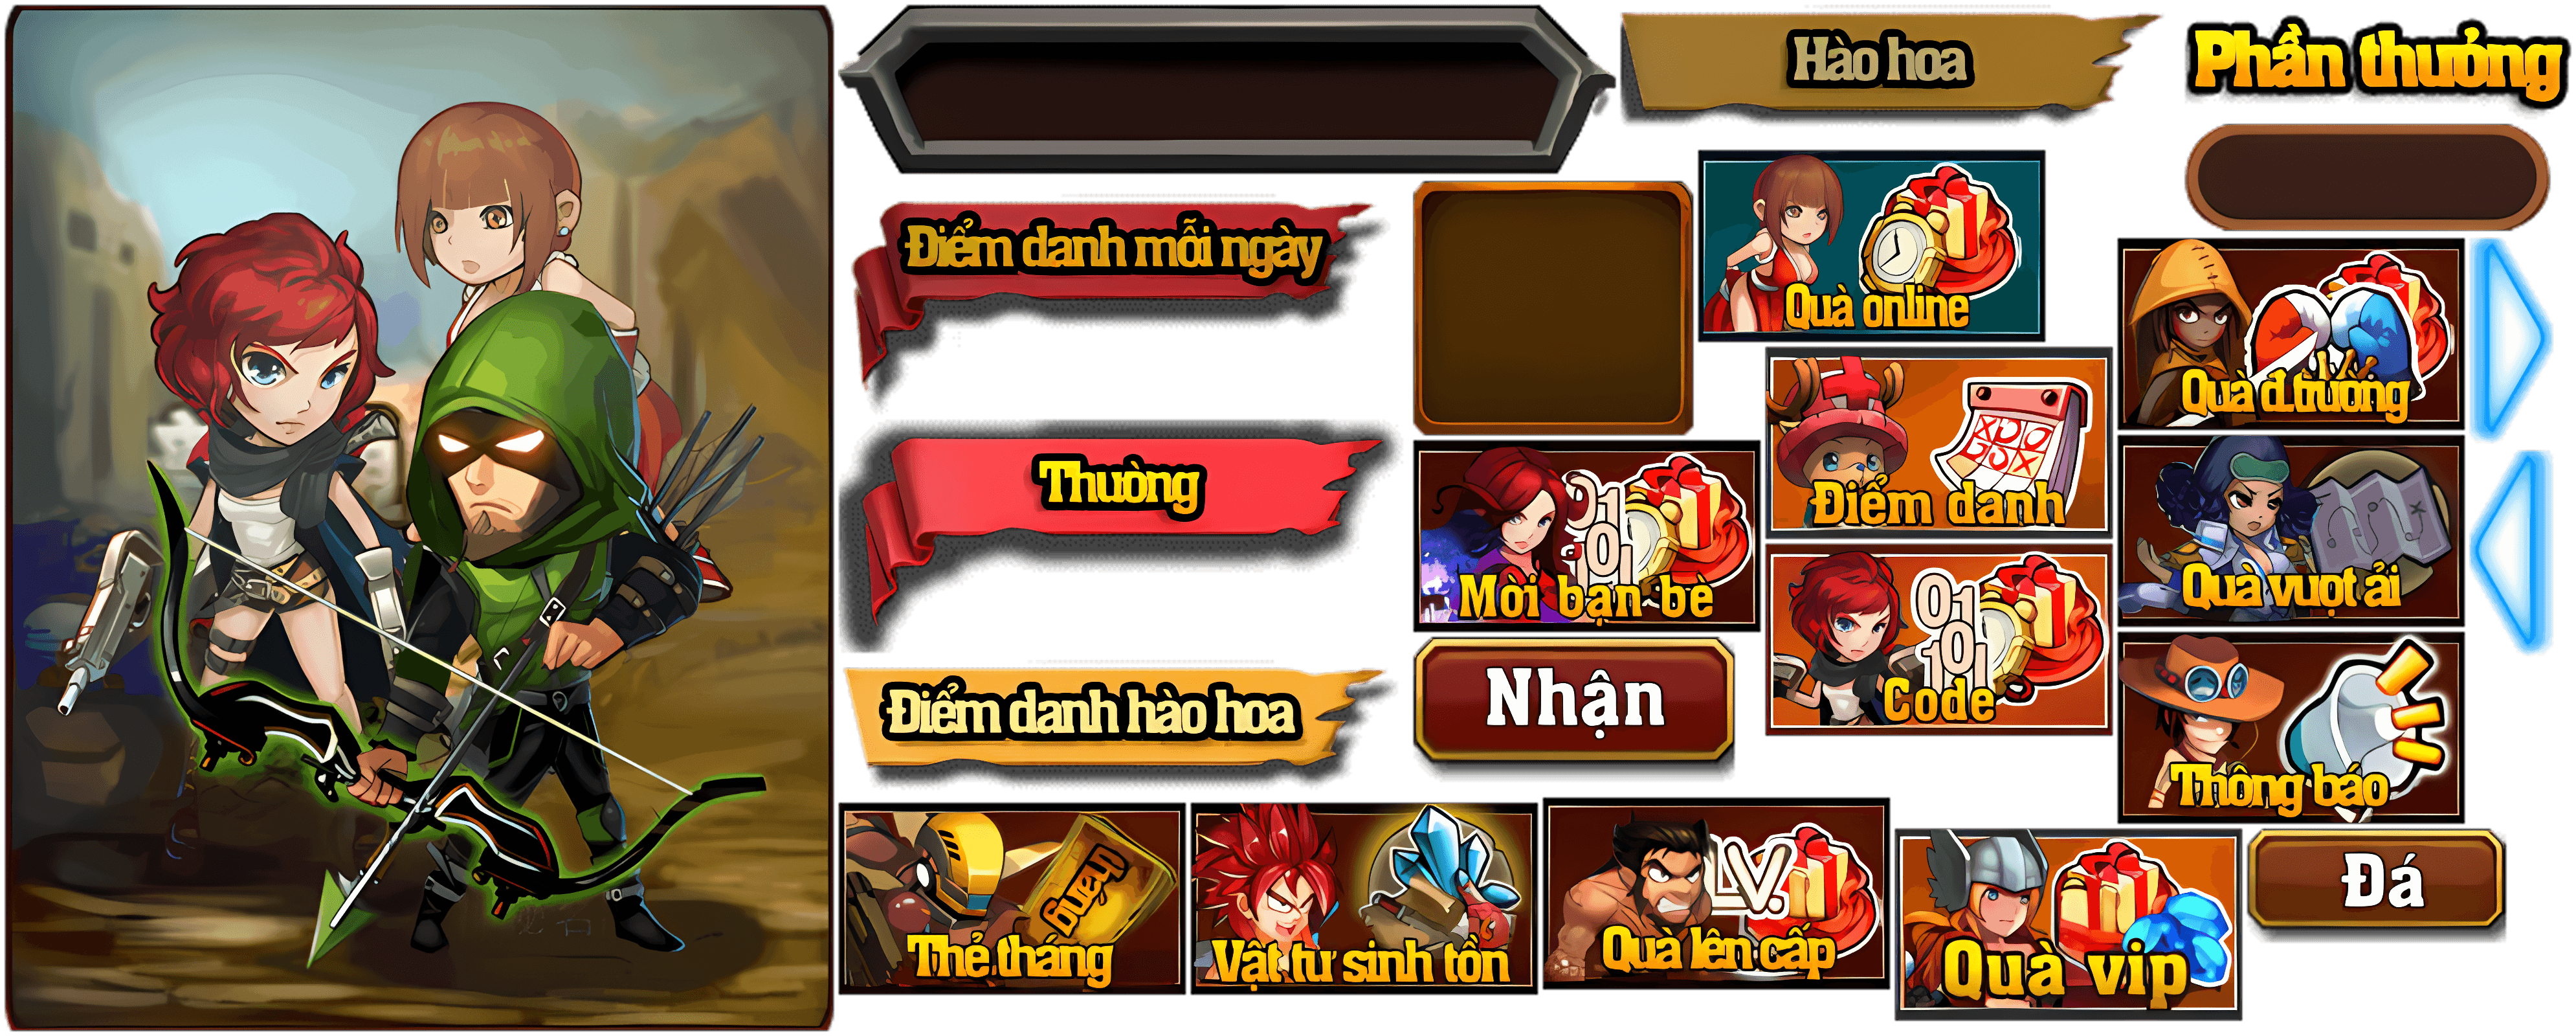 Hào hoa
Phần thưởng
Điểm danh mỗi ngày
Quà online
Quà đ.trường
Điểm danh
Thường
Mời bạn bè
Quà vượt ải
Code
Điểm danh hào hoa
Nhận
Thông báo
tháng
Thẻ tháng
Vật tư sinh tồn
LV.
Quà lên cấp
Quà vip
Đá